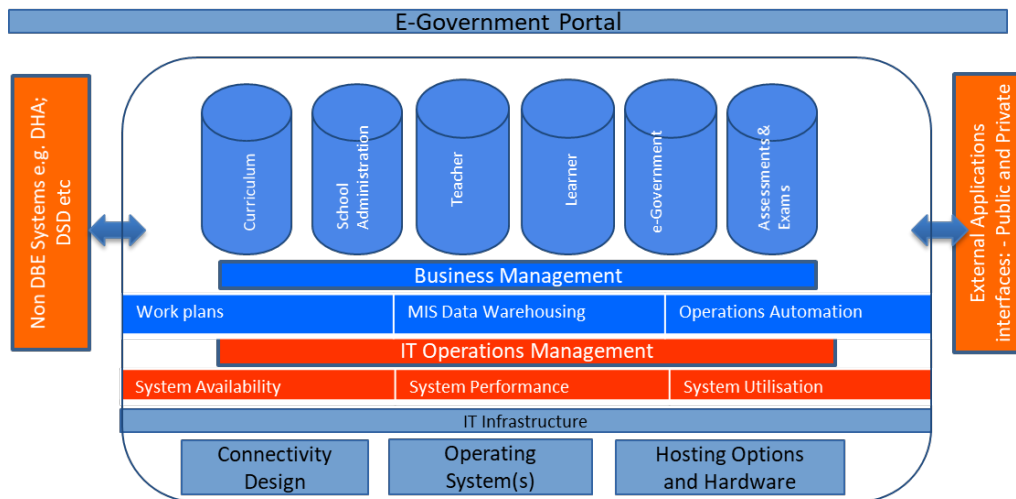 E-Government Portal
Non DBE Systems e.g. DHA;
DSD etc
Curriculum
School
Administration
Teacher
Learner
e-Government
Assessments&
Exams
External Applications
interfaces: - Public and Private
Business Management
Work plans
MIS Data Warehousing
Operations Automation
IT Operations Management
System Availability
System Performance
System Utilisation
IT Infrastructure
Connectivity
Design
Operating
System(s)
Hosting Options
and Hardware